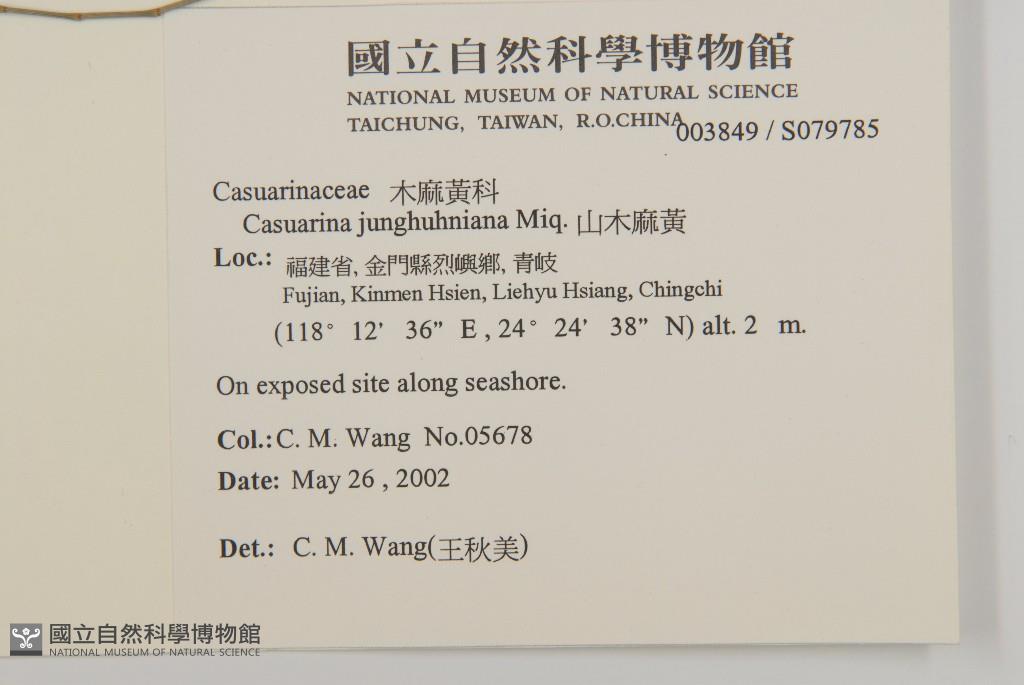 國立自然科學博物館
NATIONAL MUSEUM OF NATURAL SCIENCE
TAICHUNG, TAIWAN, R.O.CHINA
003849 / S079785
Casuarinaceae 木麻黃科
Casuarina junghuhniana Miq. 山木麻黃
Loc.: 福建省, 金門縣烈嶼鄉, 青岐
Fujian, Kinmen Hsien, Liehyu Hsiang, Chingchi
(118° 12’ 36” E , 24° 24’ 38” N) alt. 2 m.
On exposed site along seashore.
Col.: C. M. Wang No.05678
Date: May 26 , 2002
Det.: C. M. Wang(王秋美)
國立自然科學博物館
NATIONAL MUSEUM OF NATURAL SCIENCE